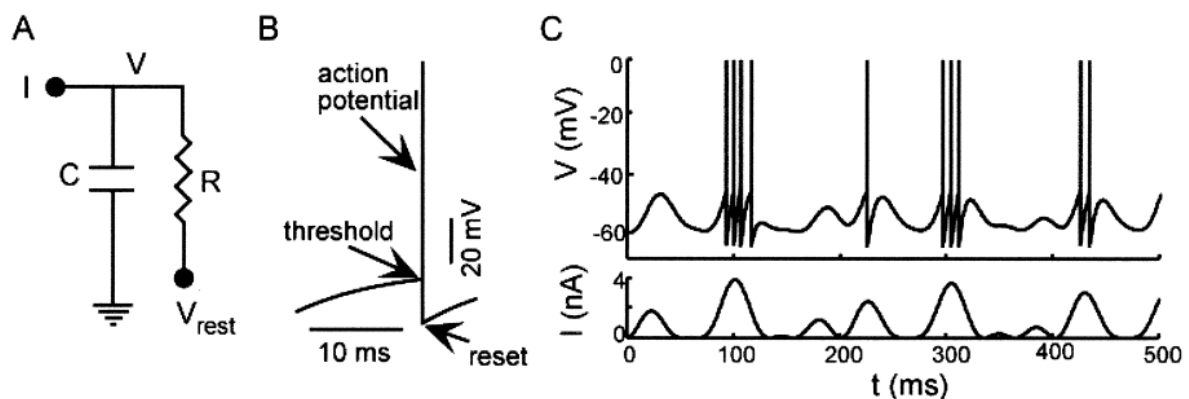 A
I
V
C
R
V_rest
B
action
potential
threshold
20 mV
10 ms
reset
C
V (mV)
0
-20
-40
-60
I (nA)
4
0
0 100 200 300 400 500
t (ms)